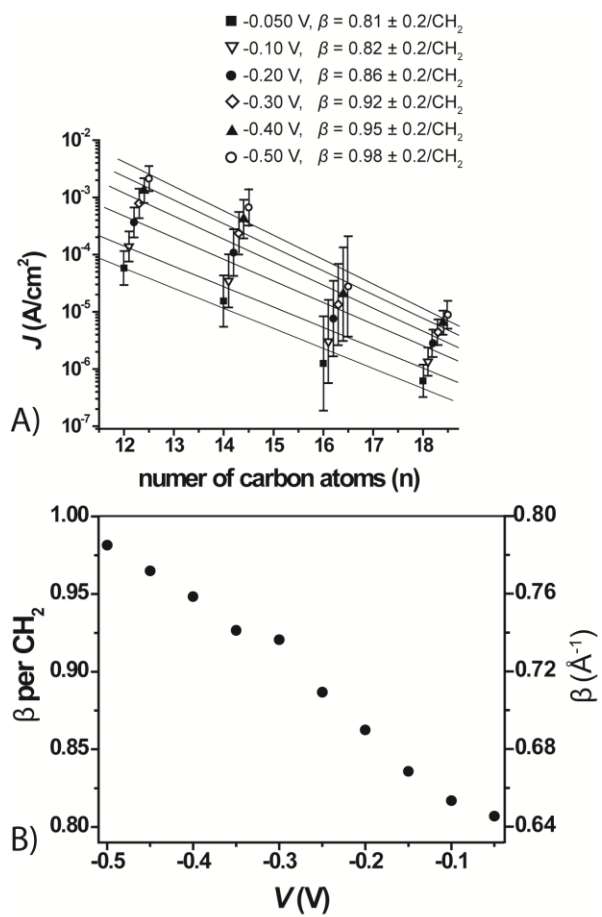 ■ -0.050 V, β = 0.81 ± 0.2/CH₂
▽ -0.10 V, β = 0.82 ± 0.2/CH₂
● -0.20 V, β = 0.86 ± 0.2/CH₂
◇ -0.30 V, β = 0.92 ± 0.2/CH₂
▲ -0.40 V, β = 0.95 ± 0.2/CH₂
○ -0.50 V, β = 0.98 ± 0.2/CH₂
10⁻²
10⁻³
10⁻⁴
10⁻⁵
10⁻⁶
10⁻⁷
J (A/cm²)
A)
12 13 14 15 16 17 18
numer of carbon atoms (n)
1.00
0.95
0.90
0.85
0.80
β per CH₂
0.80
0.76
0.72
0.68
0.64
β (Å⁻¹)
B)
-0.5 -0.4 -0.3 -0.2 -0.1
V (V)